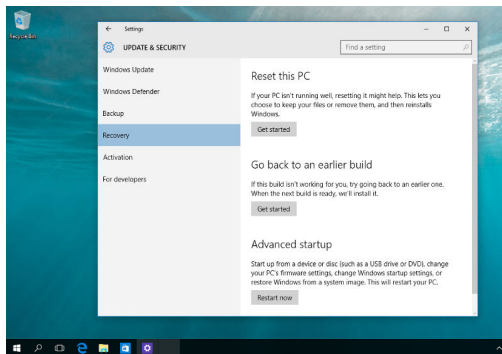 Recycle Bin
Settings
UPDATE & SECURITY
Find a setting
Windows Update
Windows Defender
Backup
Recovery
Activation
For developers
Reset this PC
If your PC isn't running well, resetting it might help. This lets you
choose to keep your files or remove them, and then reinstalls
Windows.
Get started
Go back to an earlier build
If this build isn't working for you, try going back to an earlier one.
When the next build is ready, we'll install it.
Get started
Advanced startup
Start up from a device or disc (such as a USB drive or DVD), change
your PC's firmware settings, change Windows startup settings, or
restore Windows from a system image. This will restart your PC.
Restart now